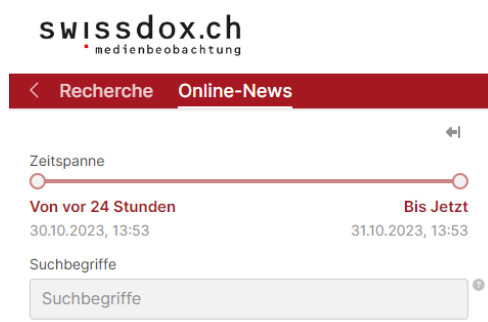 swissdox.ch
medienbeobachtung
Recherche Online-News
Zeitspanne
Von vor 24 Stunden Bis Jetzt
30.10.2023, 13:53 31.10.2023, 13:53
Suchbegriffe
Suchbegriffe ?